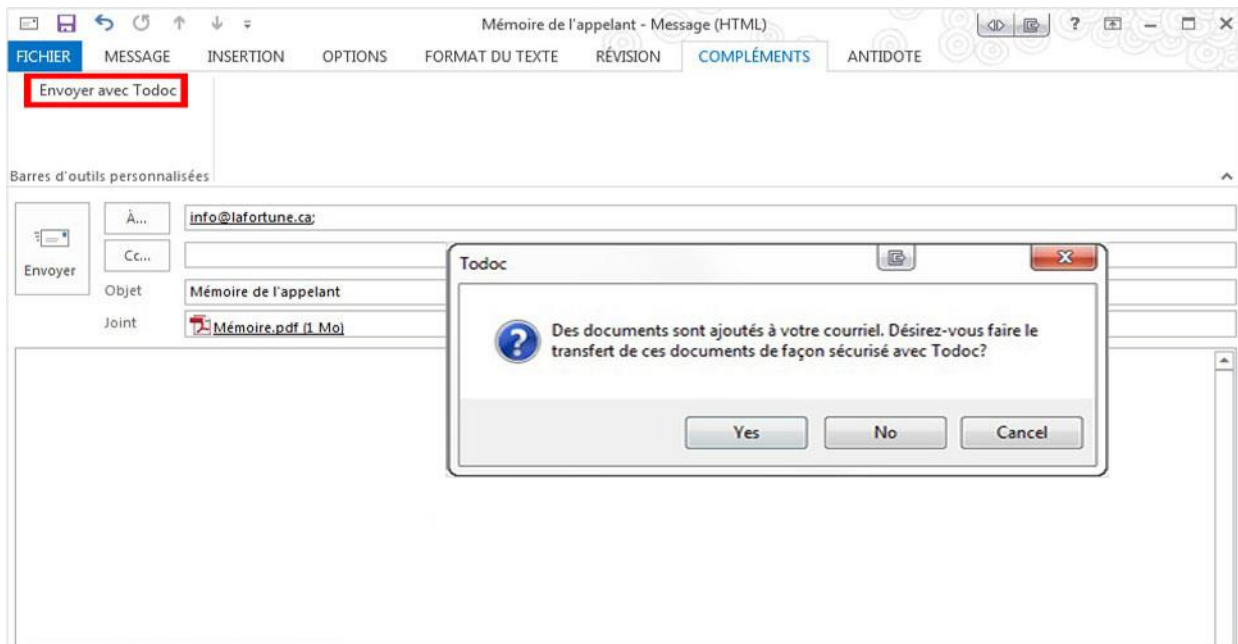 Mémoire de l'appelant - Message (HTML)
?
FICHIER MESSAGE INSERTION OPTIONS FORMAT DU TEXTE RÉVISION COMPLÉMENTS ANTIDOTE
Envoyer avec Todoc
Barres d'outils personnalisées
À...
info@lafortune.ca;
Cc...
Envoyer
Objet
Mémoire de l'appelant
Joint
Mémoire.pdf (1 Mo)
Todoc
Des documents sont ajoutés à votre courriel. Désirez-vous faire le
transfert de ces documents de façon sécurisé avec Todoc?
Yes No Cancel